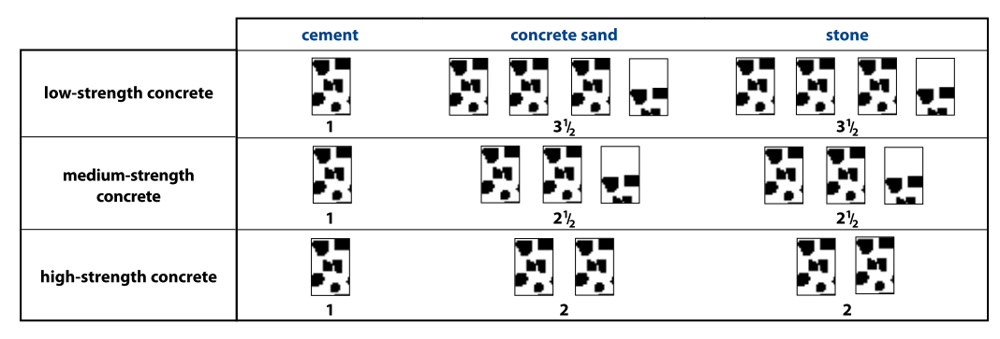 cement concrete sand stone
low-strength concrete
1 3½ 3½
medium-strength
concrete
1 2½ 2½
high-strength concrete
1 2 2